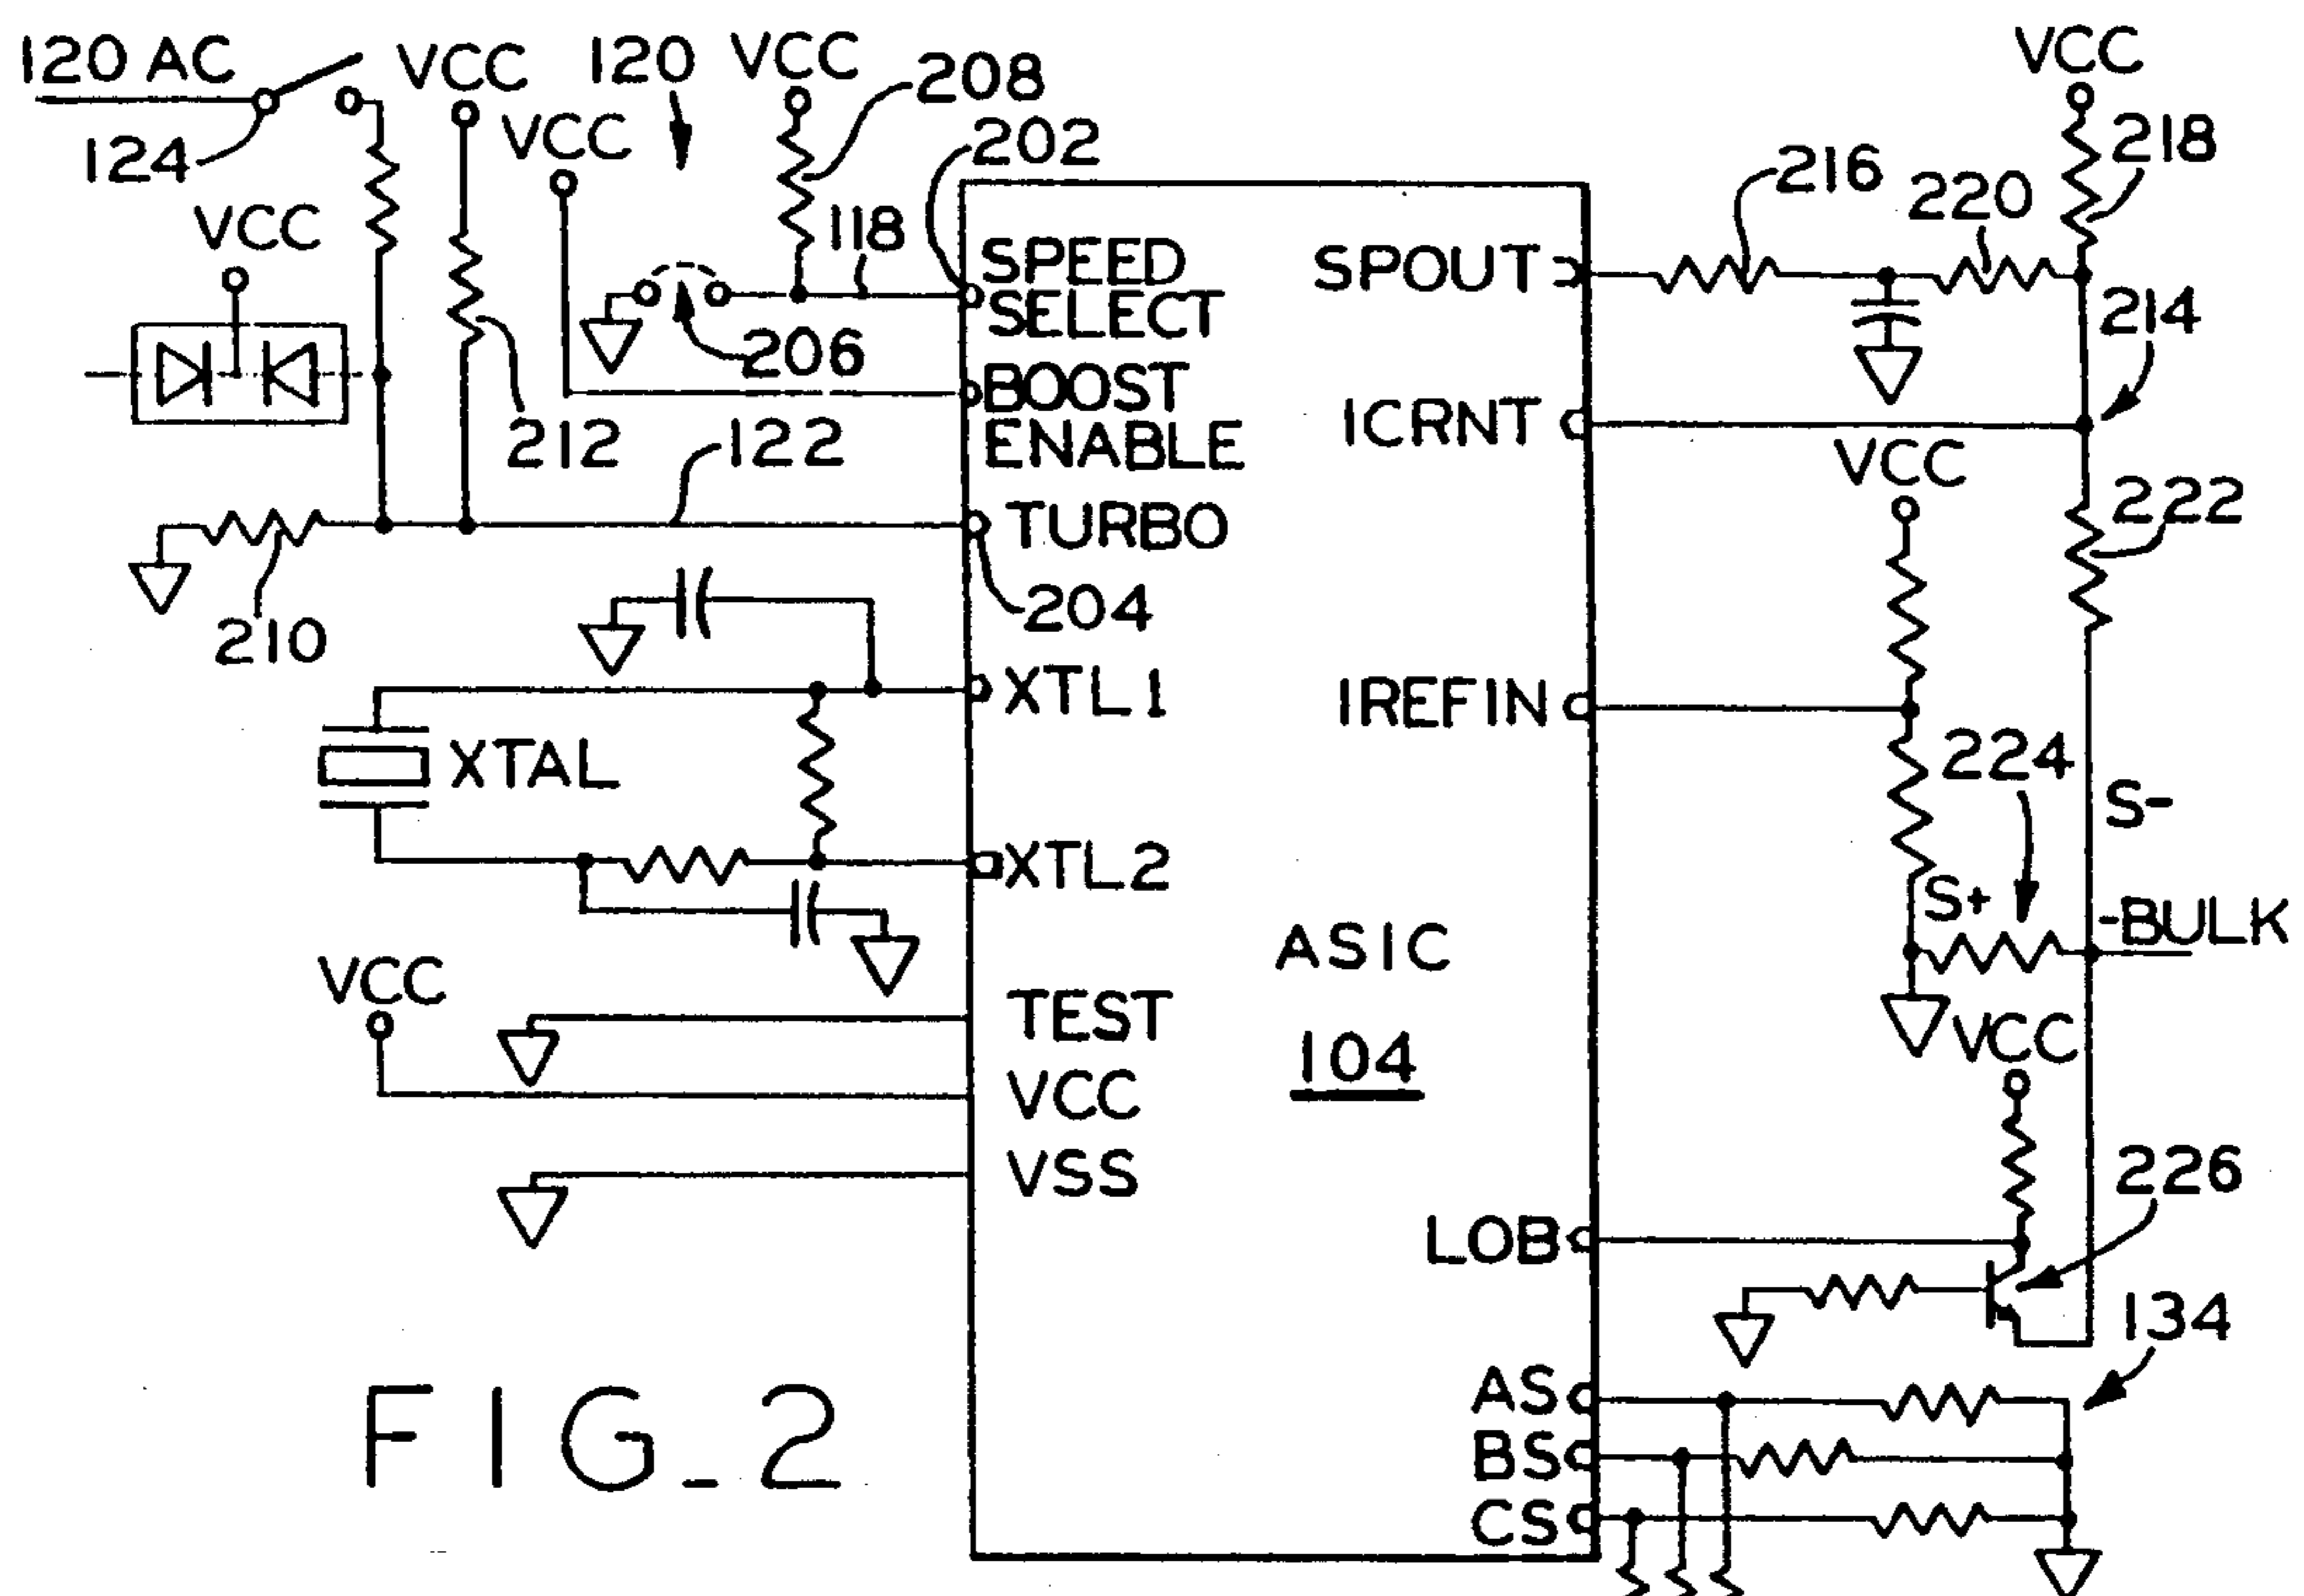 120 AC
VCC
120
VCC
208
VCC
124
VCC
202
216
220
218
VCC
118
SPEED
SELECT
SPOUT
214
206
BOOST
ENABLE
ICRNT
212
122
VCC
222
TURBO
204
210
XTL1
IREFIN
224
XTAL
S-
XTL2
S+
-BULK
ASIC
104
VCC
TEST
VCC
VCC
VSS
226
LOB
134
AS
BS
CS
FIG_2